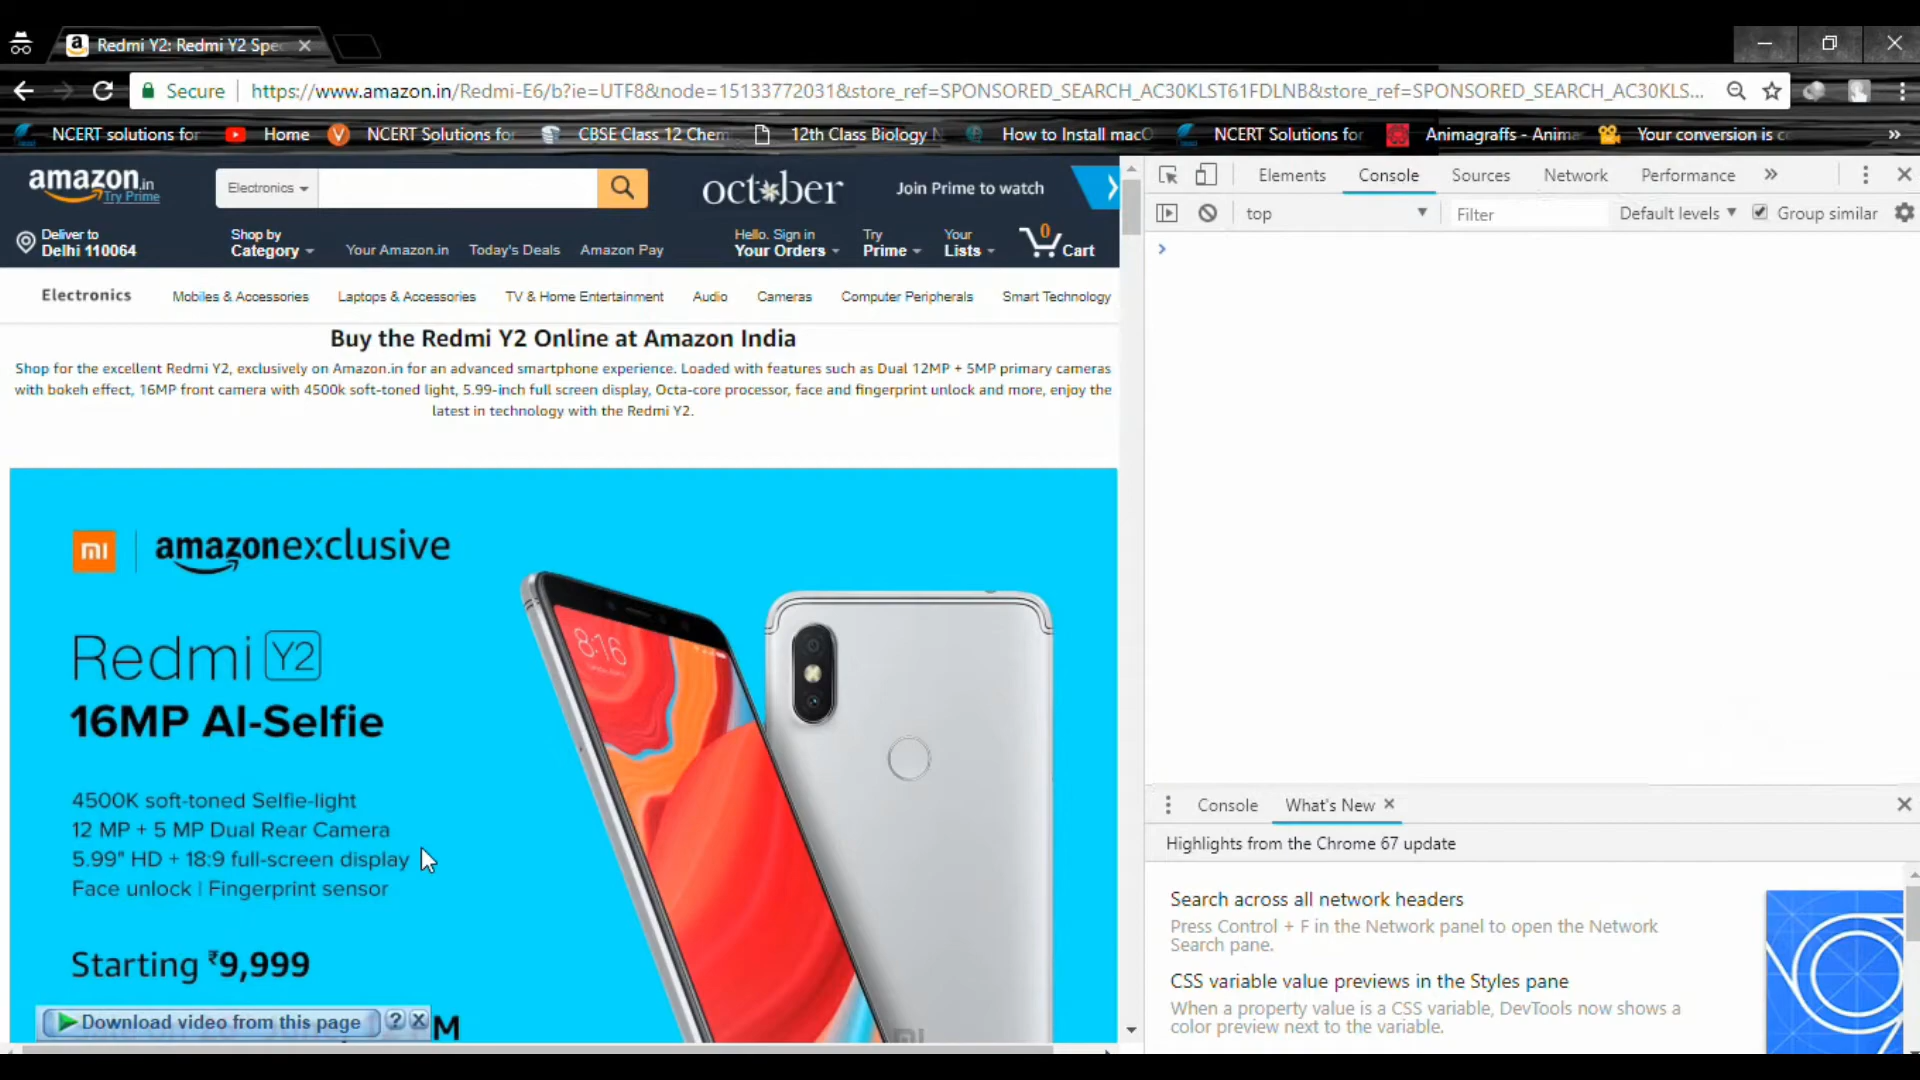 Redmi Y2: Redmi Y2 Spe
Secure
https://www.amazon.in/Redmi-E6/b?ie=UTF8&node=15133772031&store_ref=SPONSORED_SEARCH_AC30KLST61FDLNB&store_ref=SPONSORED_SEARCH_AC30KLS...
NCERT solutions for Home NCERT Solutions fo CBSE Class 12 Chem 12th Class Biology N How to Install macO NCERT Solutions for Animagraffs - Anima Your conversion is c »
amazon.in
Try Prime
Electronics
october
Join Prime to watch
Deliver to
Delhi 110064
Shop by
Category
Your Amazon.in
Today's Deals
Amazon Pay
Hello. Sign in
Your Orders
Try
Prime
Your
Lists
0
Cart
Electronics Mobiles & Accessories Laptops & Accessories TV & Home Entertainment Audio Cameras Computer Peripherals Smart Technology
Buy the Redmi Y2 Online at Amazon India
Shop for the excellent Redmi Y2, exclusively on Amazon.in for an advanced smartphone experience. Loaded with features such as Dual 12MP + 5MP primary cameras
with bokeh effect, 16MP front camera with 4500k soft-toned light, 5.99-inch full screen display, Octa-core processor, face and fingerprint unlock and more, enjoy the
latest in technology with the Redmi Y2.
mi
amazonexclusive
Redmi Y2
16MP AI-Selfie
4500K soft-toned Selfie-light
12 MP + 5 MP Dual Rear Camera
5.99" HD + 18:9 full-screen display
Face unlock | Fingerprint sensor
Starting ₹9,999
8:16
Download video from this page ? X
M
Elements Console Sources Network Performance »
top Filter Default levels Group similar
Console What's New
Highlights from the Chrome 67 update
Search across all network headers
Press Control + F in the Network panel to open the Network
Search pane.
CSS variable value previews in the Styles pane
When a property value is a CSS variable, DevTools now shows a
color preview next to the variable.